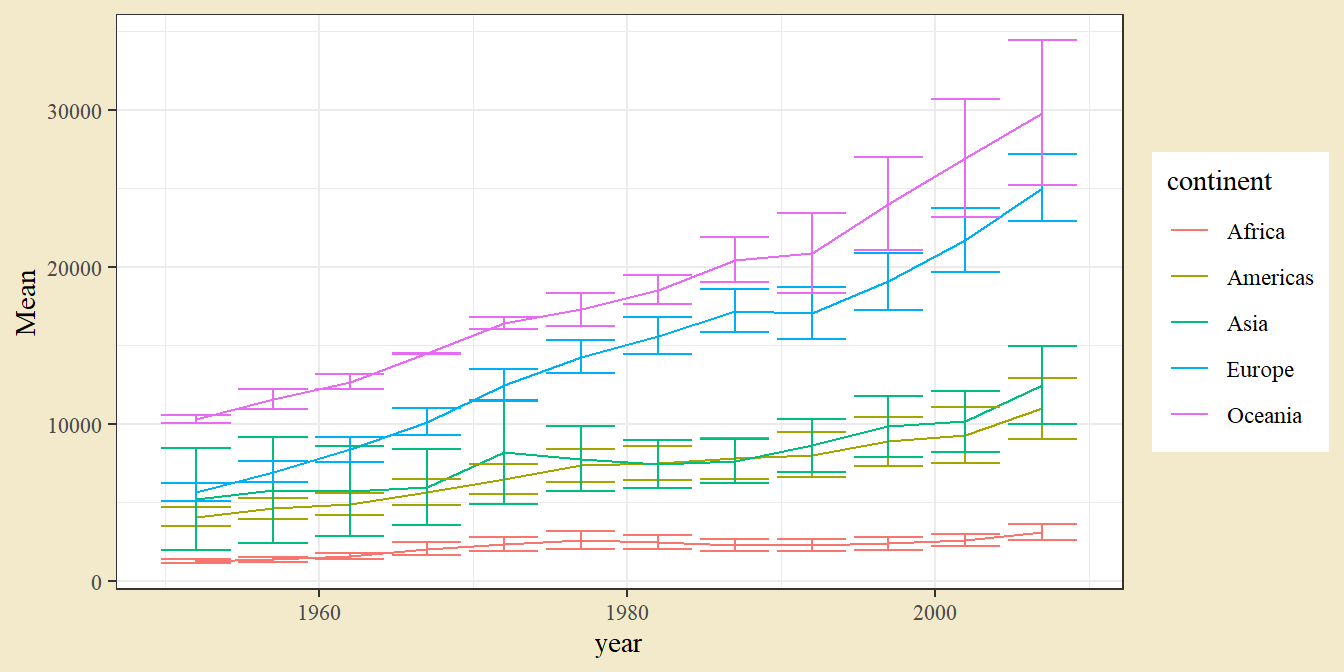 Mean
30000
20000
10000
0
1960
1980
2000
year
continent
Africa
Americas
Asia
Europe
Oceania